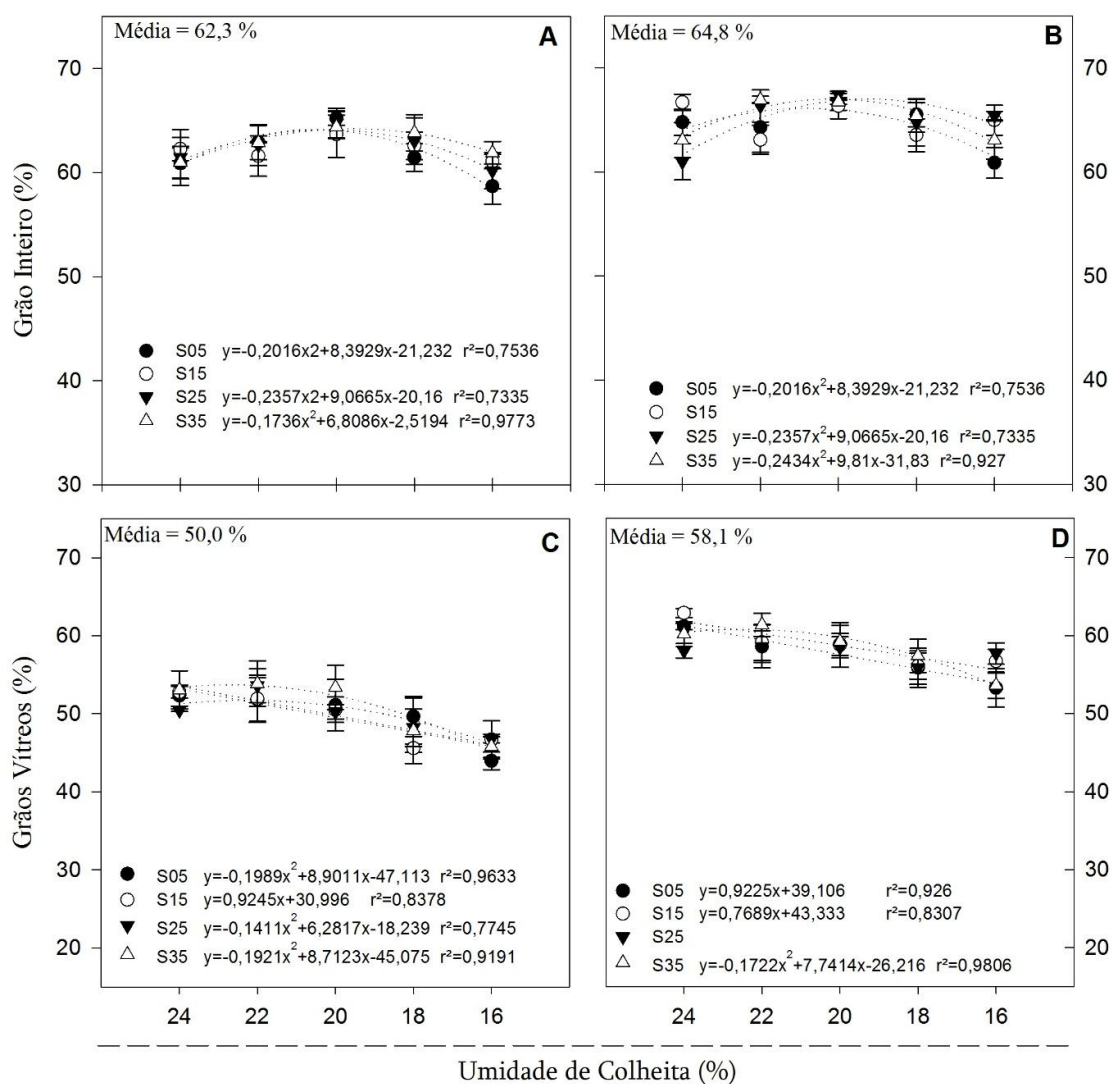 Média = 62,3 %
A
70
60
50
40
30
Grão Inteiro (%)
S05 y=-0,2016x2+8,3929x-21,232 r²=0,7536
S15
S25 y=-0,2357x2+9,0665x-20,16 r²=0,7335
S35 y=-0,1736x²+6,8086x-2,5194 r²=0,9773
Média = 64,8 %
B
70
60
50
40
30
S05 y=-0,2016x²+8,3929x-21,232 r²=0,7536
S15
S25 y=-0,2357x²+9,0665x-20,16 r²=0,7335
S35 y=-0,2434x²+9,81x-31,83 r²=0,927
Média = 50,0 %
C
70
60
50
40
30
20
Grãos Vítreos (%)
S05 y=-0,1989x²+8,9011x-47,113 r²=0,9633
S15 y=0,9245x+30,996 r²=0,8378
S25 y=-0,1411x²+6,2817x-18,239 r²=0,7745
S35 y=-0,1921x²+8,7123x-45,075 r²=0,9191
24 22 20 18 16
Média = 58,1 %
D
70
60
50
40
30
20
S05 y=0,9225x+39,106 r²=0,926
S15 y=0,7689x+43,333 r²=0,8307
S25
S35 y=-0,1722x²+7,7414x-26,216 r²=0,9806
24 22 20 18 16
Umidade de Colheita (%)